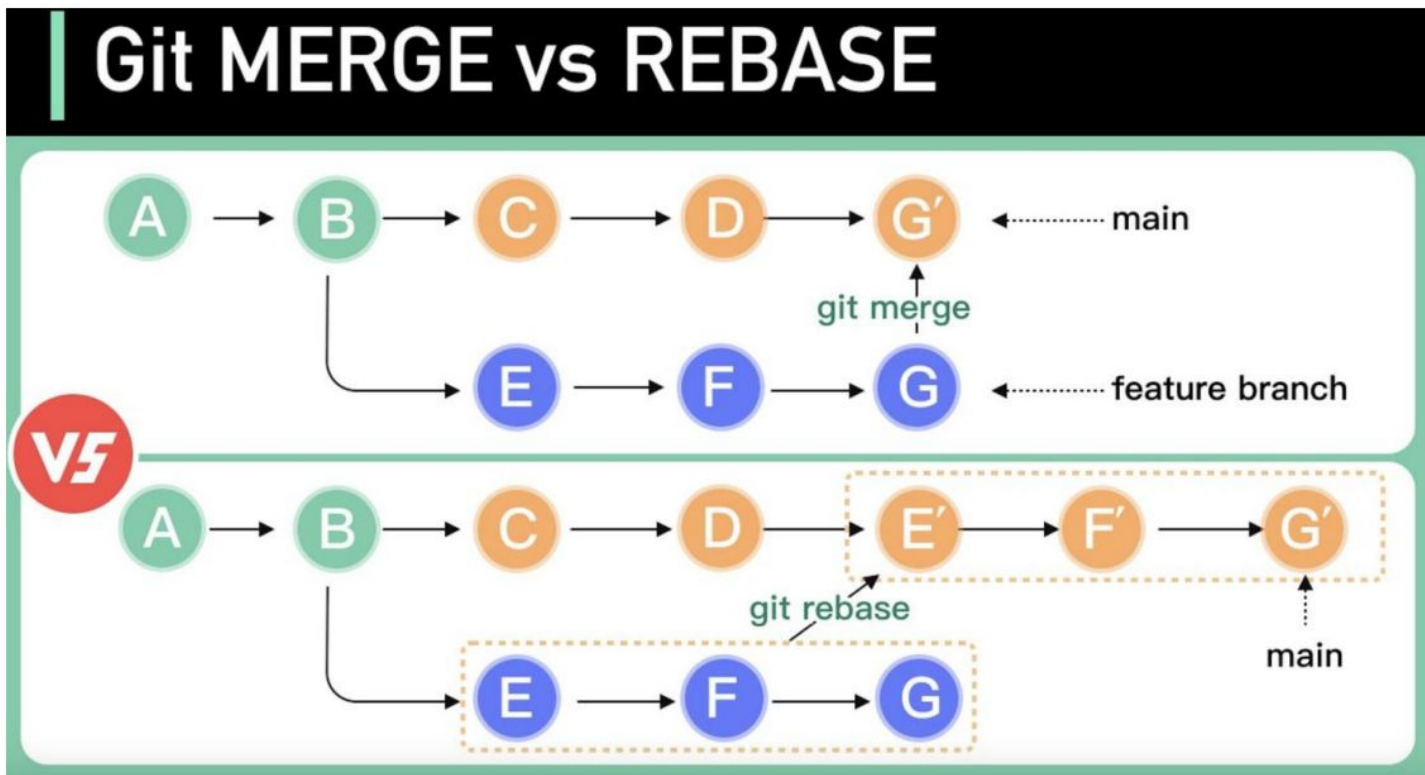 Git MERGE vs REBASE
A B C D G′ main
git merge
E F G feature branch
VS
A B C D E′ F′ G′
git rebase
main
E F G